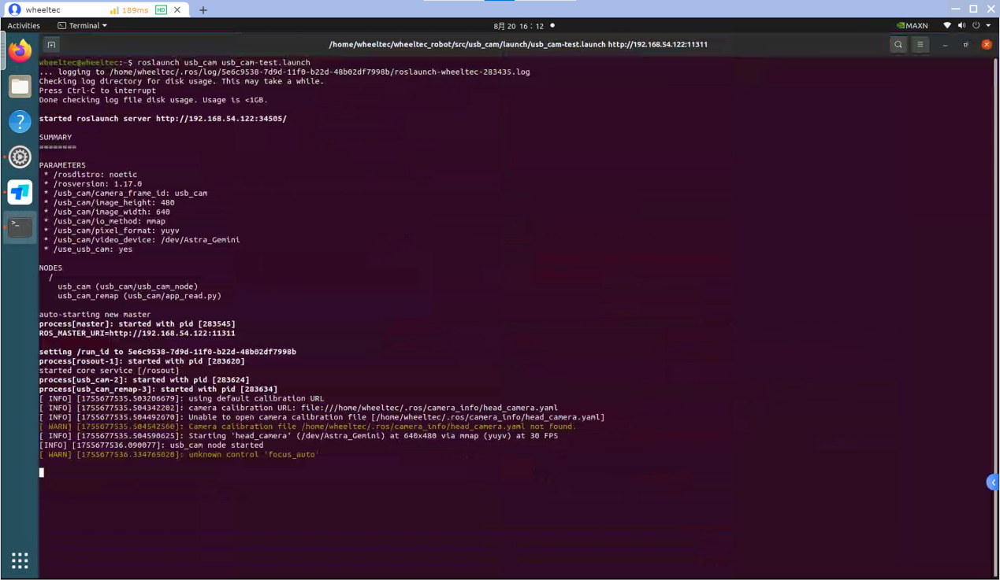 wheeltec 189ms HD
Activities Terminal 8月 20 16：12 MAXN
/home/wheeltec/wheeltec_robot/src/usb_cam/launch/usb_cam-test.launch http://192.168.54.122:11311
wheeltec@wheeltec:~$ roslaunch usb_cam usb_cam-test.launch
... logging to /home/wheeltec/.ros/log/5e6c9538-7d9d-11f0-b22d-48b02df7998b/roslaunch-wheeltec-283435.log
Checking log directory for disk usage. This may take a while.
Press Ctrl-C to interrupt
Done checking log file disk usage. Usage is <1GB.
started roslaunch server http://192.168.54.122:34505/
SUMMARY
========
PARAMETERS
* /rosdistro: noetic
* /rosversion: 1.17.0
* /usb_cam/camera_frame_id: usb_cam
* /usb_cam/image_height: 480
* /usb_cam/image_width: 640
* /usb_cam/io_method: mmap
* /usb_cam/pixel_format: yuyv
* /usb_cam/video_device: /dev/Astra_Gemini
* /use_usb_cam: yes
NODES
/
usb_cam (usb_cam/usb_cam_node)
usb_cam_remap (usb_cam/app_read.py)
auto-starting new master
process[master]: started with pid [283545]
ROS_MASTER_URI=http://192.168.54.122:11311
setting /run_id to 5e6c9538-7d9d-11f0-b22d-48b02df7998b
process[rosout-1]: started with pid [283620]
started core service [/rosout]
process[usb_cam-2]: started with pid [283624]
process[usb_cam_remap-3]: started with pid [283634]
[ INFO] [1755677535.503206679]: using default calibration URL
[ INFO] [1755677535.504342202]: camera calibration URL: file:///home/wheeltec/.ros/camera_info/head_camera.yaml
[ INFO] [1755677535.504492670]: Unable to open camera calibration file [/home/wheeltec/.ros/camera_info/head_camera.yaml]
[ WARN] [1755677535.504542560]: Camera calibration file /home/wheeltec/.ros/camera_info/head_camera.yaml not found.
[ INFO] [1755677535.504590625]: Starting 'head_camera' (/dev/Astra_Gemini) at 640x480 via mmap (yuyv) at 30 FPS
[INFO] [1755677536.090077]: usb_cam node started
[ WARN] [1755677536.334765028]: unknown control 'focus_auto'